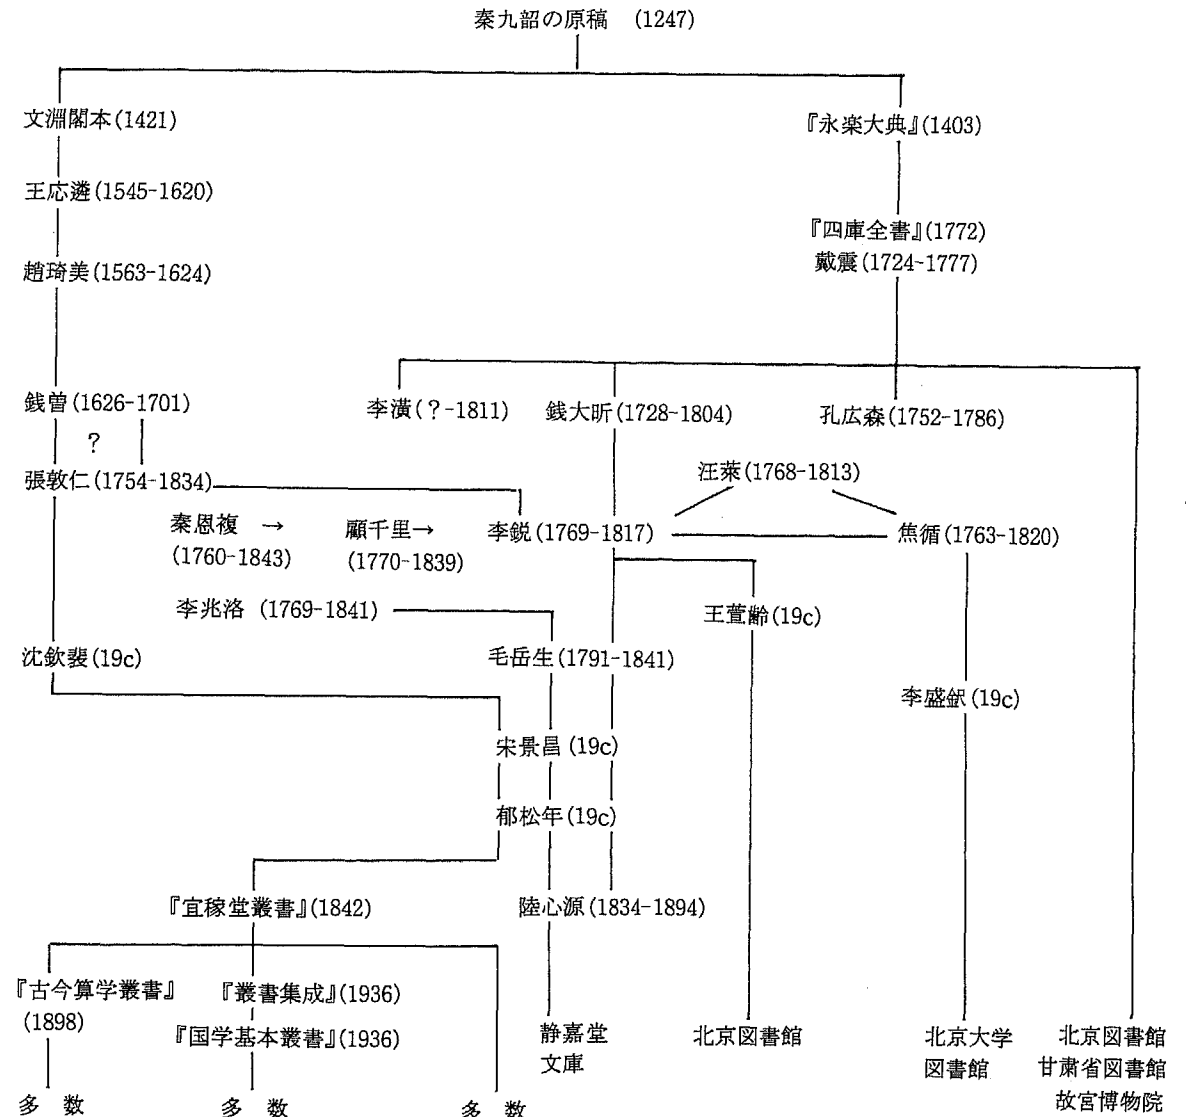 秦九韶の原稿 (1247)
文淵閣本(1421)
『永楽大典』(1403)
王応遴(1545-1620)
『四庫全書』(1772)
戴震(1724-1777)
趙琦美(1563-1624)
銭曽(1626-1701)
李潢(?-1811)
銭大昕(1728-1804)
孔広森(1752-1786)
?
張敦仁(1754-1834)
汪萊(1768-1813)
秦恩複 →
(1760-1843)
顧千里→
(1770-1839)
李鋭(1769-1817)
焦循(1763-1820)
李兆洛 (1769-1841)
王萱齢(19c)
沈欽裴(19c)
毛岳生(1791-1841)
李盛鈬(19c)
宋景昌(19c)
郁松年(19c)
『宜稼堂叢書』(1842)
陸心源(1834-1894)
『古今算学叢書』
(1898)
『叢書集成』(1936)
『国学基本叢書』(1936)
静嘉堂
文庫
北京図書館
北京大学
図書館
北京図書館
甘粛省図書館
故宮博物院
多 数
多 数
多 数